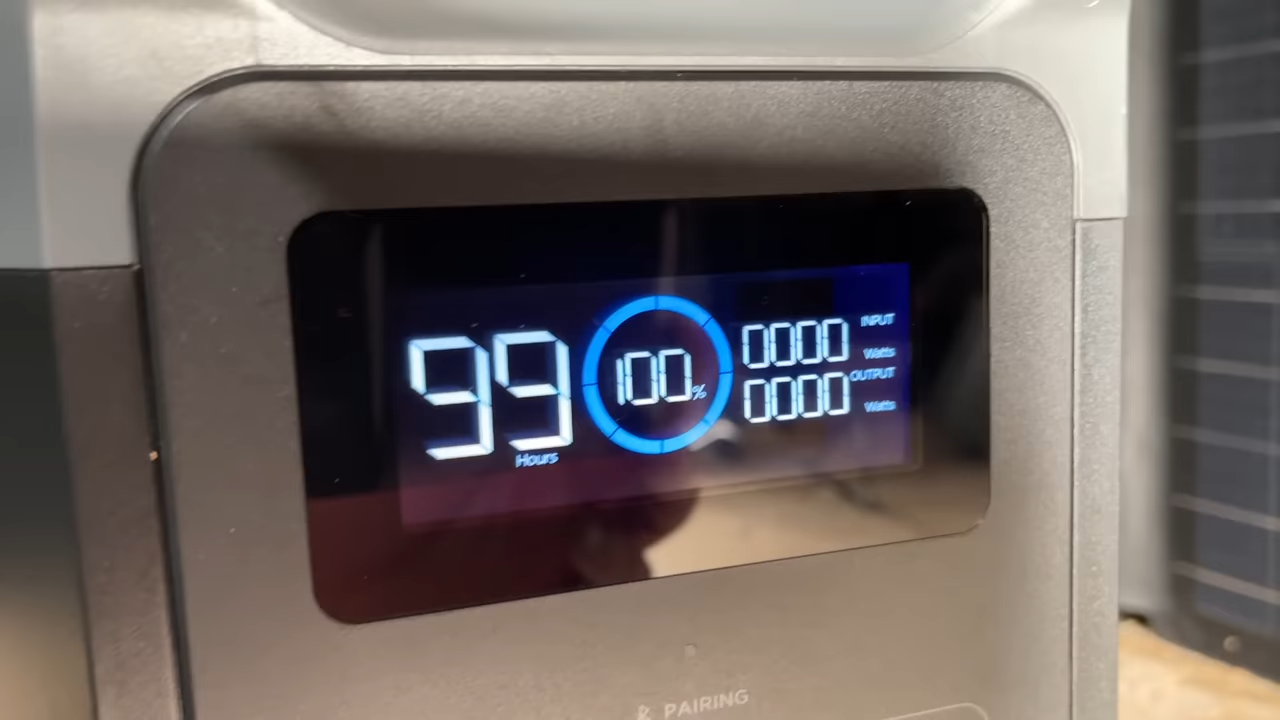 99
Hours
100%
0000 INPUT
Watts
0000 OUTPUT
Watts
& PAIRING